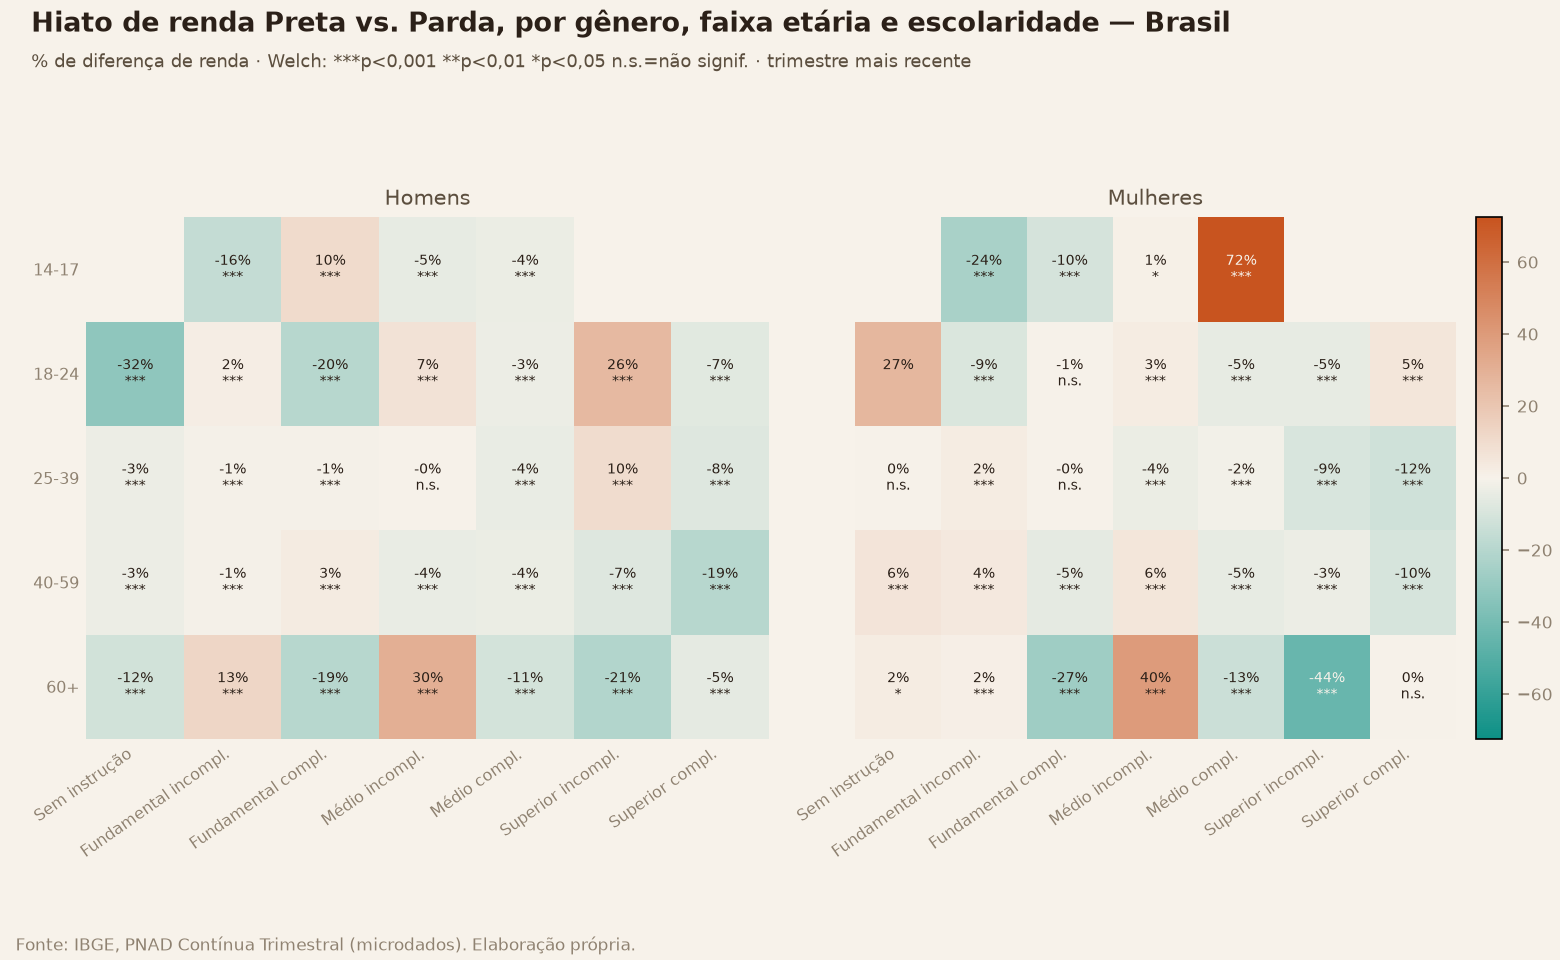 Hiato de renda Preta vs. Parda, por gênero, faixa etária e escolaridade — Brasil
% de diferença de renda · Welch: ***p<0,001 **p<0,01 *p<0,05 n.s.=não signif. · trimestre mais recente
Homens
14-17
-16% 10% -5% -4%
*** *** *** ***
18-24
-32% 2% -20% 7% -3% 26% -7%
*** *** *** *** *** *** ***
25-39
-3% -1% -1% -0% -4% 10% -8%
*** *** *** n.s. *** *** ***
40-59
-3% -1% 3% -4% -4% -7% -19%
*** *** *** *** *** *** ***
60+
-12% 13% -19% 30% -11% -21% -5%
*** *** *** *** *** *** ***
Sem instrução
Fundamental incompl.
Fundamental compl.
Médio incompl.
Médio compl.
Superior incompl.
Superior compl.
Mulheres
-24% -10% 1% 72%
*** *** * ***
27% -9% -1% 3% -5% -5% 5%
*** n.s. *** *** *** ***
0% 2% -0% -4% -2% -9% -12%
n.s. *** n.s. *** *** *** ***
6% 4% -5% 6% -5% -3% -10%
*** *** *** *** *** *** ***
2% 2% -27% 40% -13% -44% 0%
* *** *** *** *** *** n.s.
Sem instrução
Fundamental incompl.
Fundamental compl.
Médio incompl.
Médio compl.
Superior incompl.
Superior compl.
60
40
20
0
−20
−40
−60
Fonte: IBGE, PNAD Contínua Trimestral (microdados). Elaboração própria.